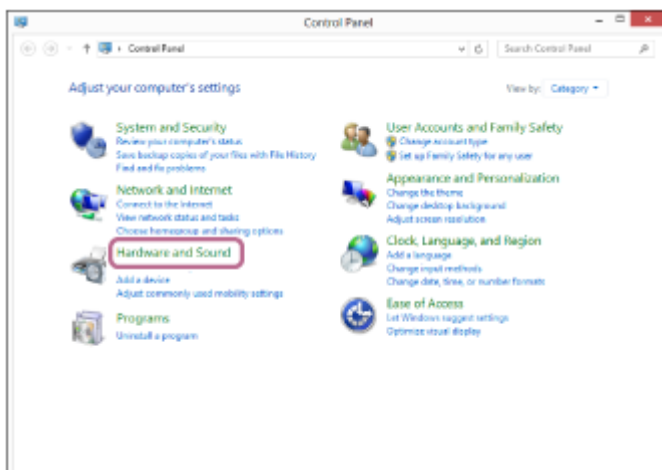 Control Panel
Control Panel
Search Control Panel
Adjust your computer's settings
View by: Category
System and Security
Review your computer's status
Save backup copies of your files with File History
Find and fix problems
Network and Internet
Connect to the Internet
View network status and tasks
Choose homegroup and sharing options
Hardware and Sound
Add a device
Adjust commonly used mobility settings
Programs
Uninstall a program
User Accounts and Family Safety
Change account type
Set up Family Safety for any user
Appearance and Personalization
Change the theme
Change desktop background
Adjust screen resolution
Clock, Language, and Region
Add a language
Change input methods
Change date, time, or number formats
Ease of Access
Let Windows suggest settings
Optimize visual display